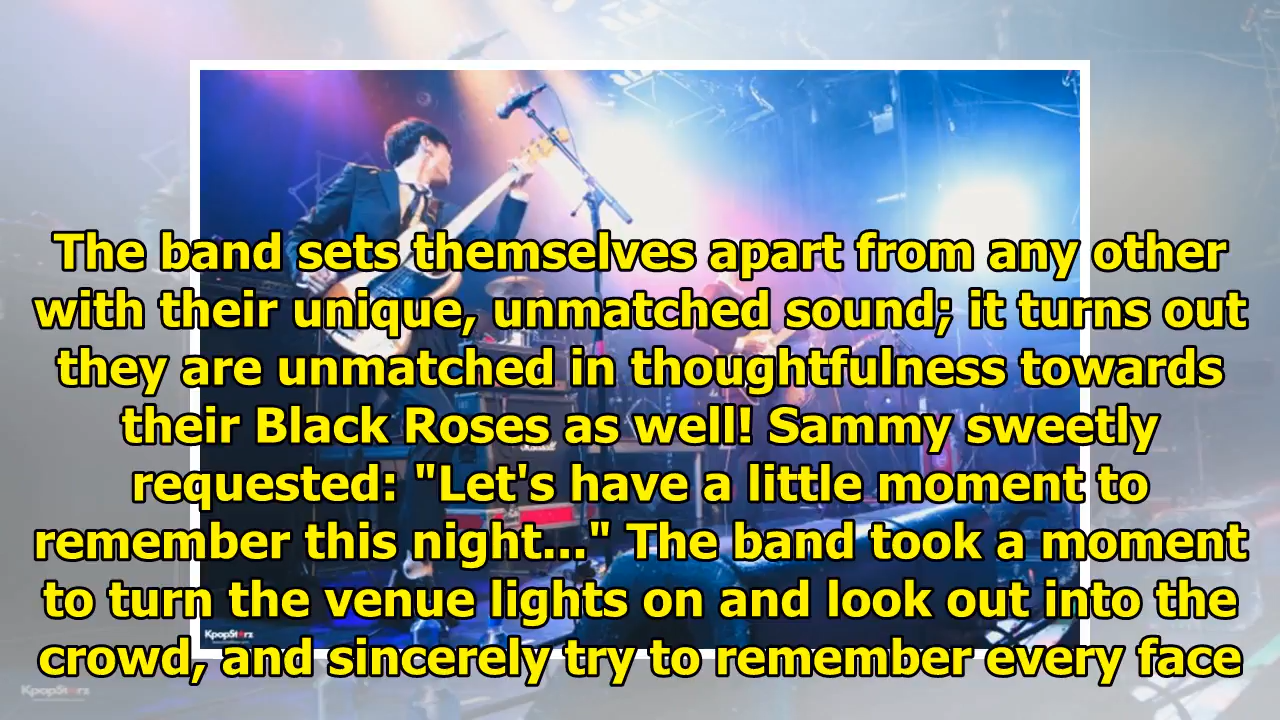 The band sets themselves apart from any other
with their unique, unmatched sound; it turns out
they are unmatched in thoughtfulness towards
their Black Roses as well! Sammy sweetly
requested: "Let's have a little moment to
remember this night..." The band took a moment
to turn the venue lights on and look out into the
crowd, and sincerely try to remember every face
KpopStarz
KpopStarz